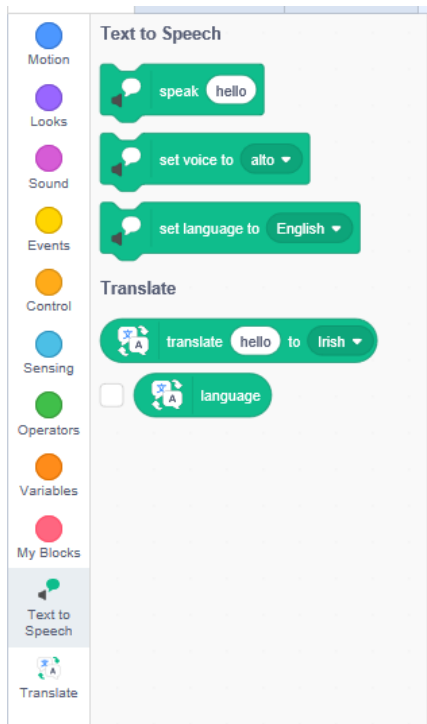 Motion
Looks
Sound
Events
Control
Sensing
Operators
Variables
My Blocks
Text to
Speech
Translate
Text to Speech
speak hello
set voice to alto
set language to English
Translate
translate hello to Irish
language